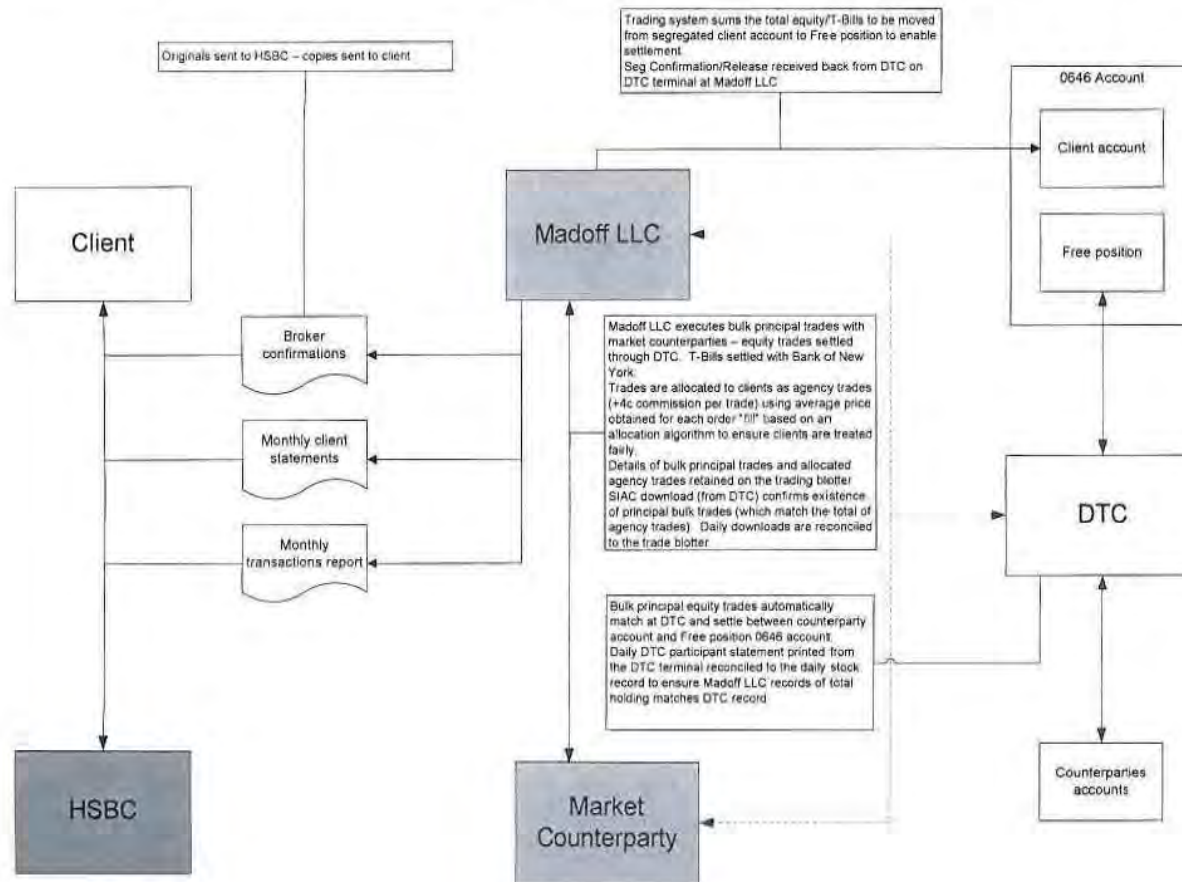 Trading system sums the total equity/T-Bills to be moved
from segregated client account to Free position to enable
settlement
Seg Confirmation/Release received back from DTC on
DTC terminal at Madoff LLC
Originals sent to HSBC – copies sent to client
0646 Account
Client account
Free position
Client
Madoff LLC
Broker
confirmations
Monthly client
statements
Monthly
transactions report
Madoff LLC executes bulk principal trades with
market counterparties – equity trades settled
through DTC. T-Bills settled with Bank of New
York
Trades are allocated to clients as agency trades
(+4c commission per trade) using average price
obtained for each order "fill" based on an
allocation algorithm to ensure clients are treated
fairly
Details of bulk principal trades and allocated
agency trades retained on the trading blotter
SIAC download (from DTC) confirms existence
of principal bulk trades (which match the total of
agency trades) Daily downloads are reconciled
to the trade blotter
DTC
Bulk principal equity trades automatically
match at DTC and settle between counterparty
account and Free position 0646 account
Daily DTC participant statement printed from
the DTC terminal reconciled to the daily stock
record to ensure Madoff LLC records of total
holding matches DTC record
HSBC
Market
Counterparty
Counterparties
accounts